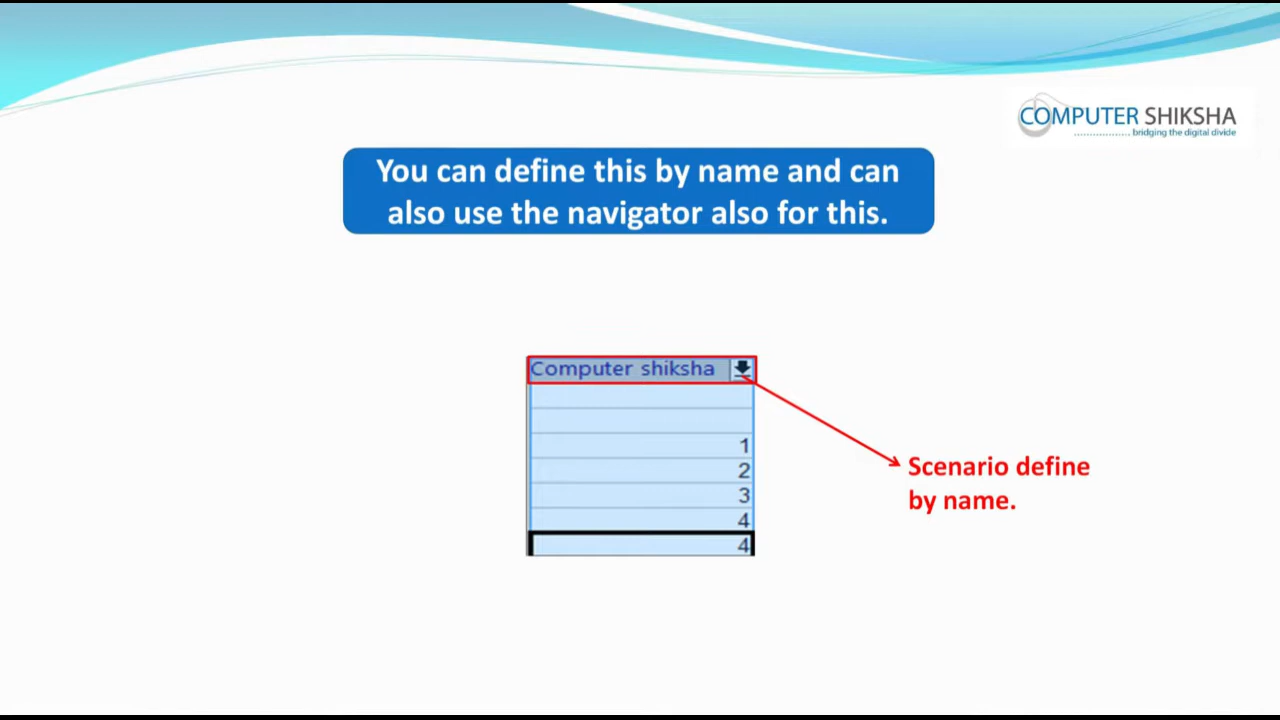 COMPUTER SHIKSHA
bridging the digital divide
You can define this by name and can
also use the navigator also for this.
Computer shiksha
1
2
3
4
4
Scenario define
by name.